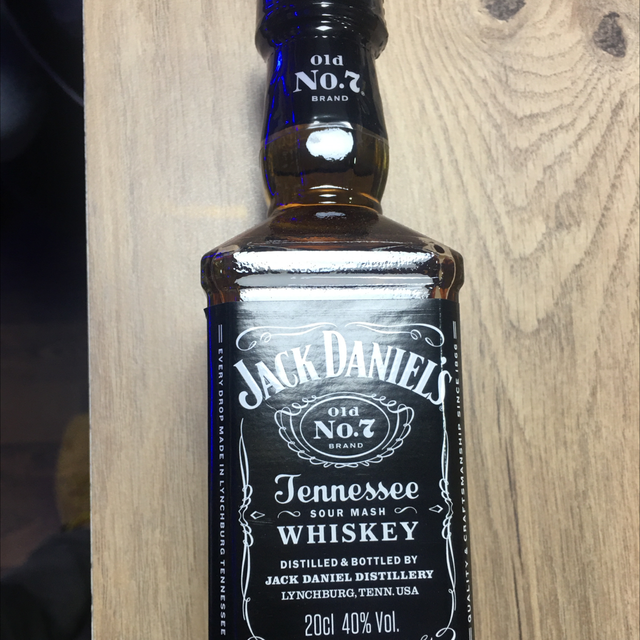 Old
No.7
BRAND
JACK DANIEL'S
Old
No.7
BRAND
Tennessee
SOUR MASH
WHISKEY
DISTILLED & BOTTLED BY
JACK DANIEL DISTILLERY
LYNCHBURG, TENN. USA
20cl 40% Vol.
EVERY DROP MADE IN LYNCHBURG TENNESSEE
QUALITY & CRAFTSMANSHIP SINCE 1866